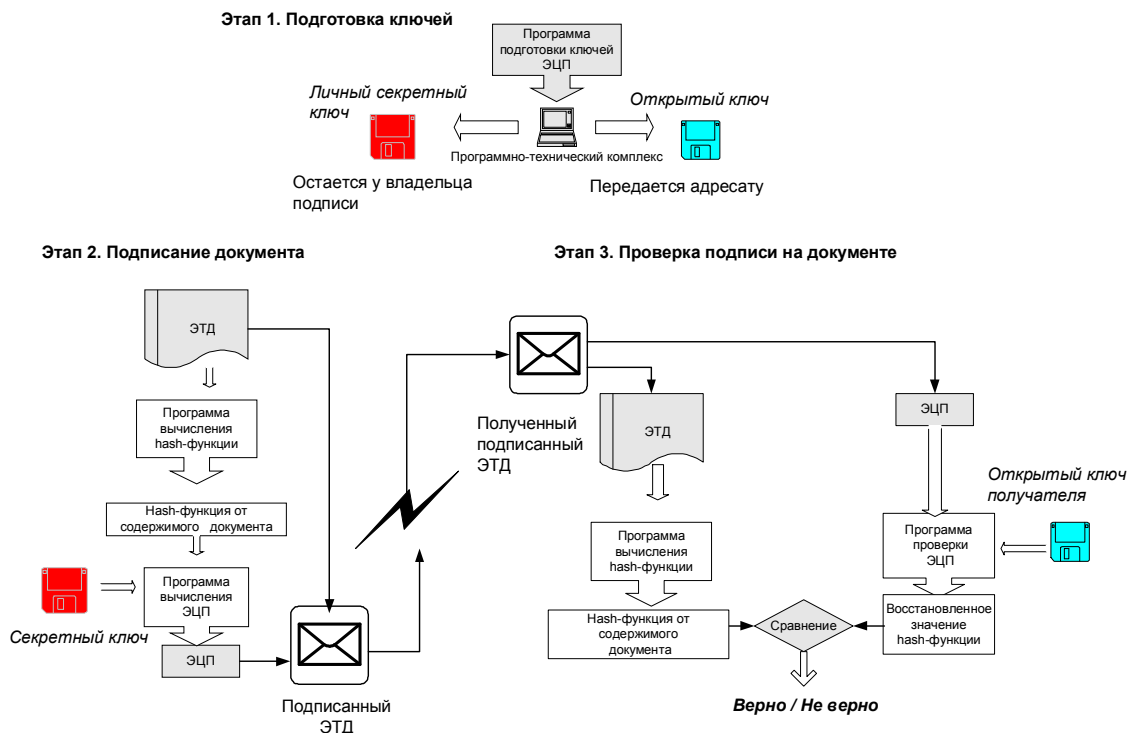 Этап 1. Подготовка ключей
Программа
подготовки ключей
ЭЦП
Личный секретный
ключ
Открытый ключ
Программно-технический комплекс
Остается у владельца
подписи
Передается адресату
Этап 2. Подписание документа
ЭТД
Программа
вычисления
hash-функции
Hash-функция от
содержимого документа
Программа
вычисления
ЭЦП
Секретный ключ
ЭЦП
Подписанный
ЭТД
Этап 3. Проверка подписи на документе
Полученный
подписанный
ЭТД
ЭТД
ЭЦП
Открытый ключ
получателя
Программа
вычисления
hash-функции
Программа
проверки
ЭЦП
Hash-функция от
содержимого
документа
Сравнение
Восстановленное
значение
hash-функции
Верно / Не верно